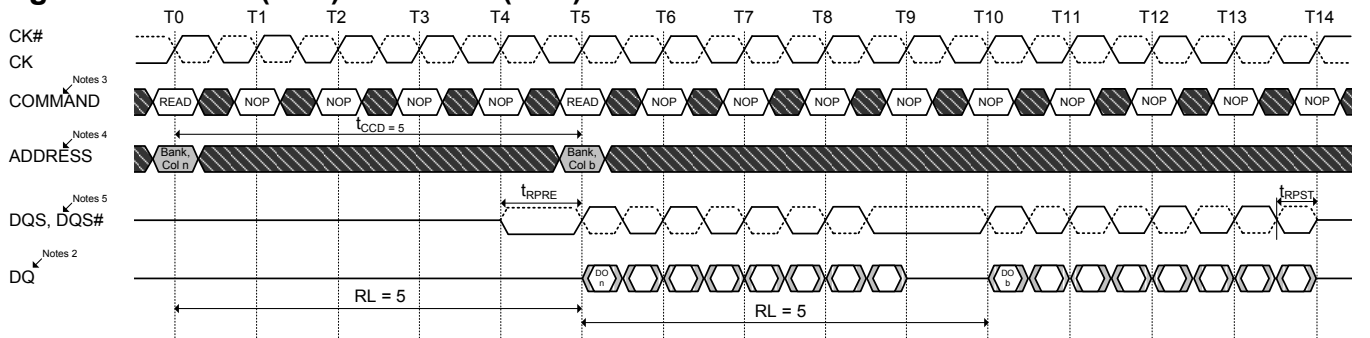 T0 T1 T2 T3 T4 T5 T6 T7 T8 T9 T10 T11 T12 T13 T14
CK#
CK
Notes 3
COMMAND READ NOP NOP NOP NOP READ NOP NOP NOP NOP NOP NOP NOP NOP NOP
tCCD = 5
Notes 4
ADDRESS Bank, Col n Bank, Col b
tRPRE tRPST
Notes 5
DQS, DQS#
Notes 2
DQ DO n DO b
RL = 5
RL = 5